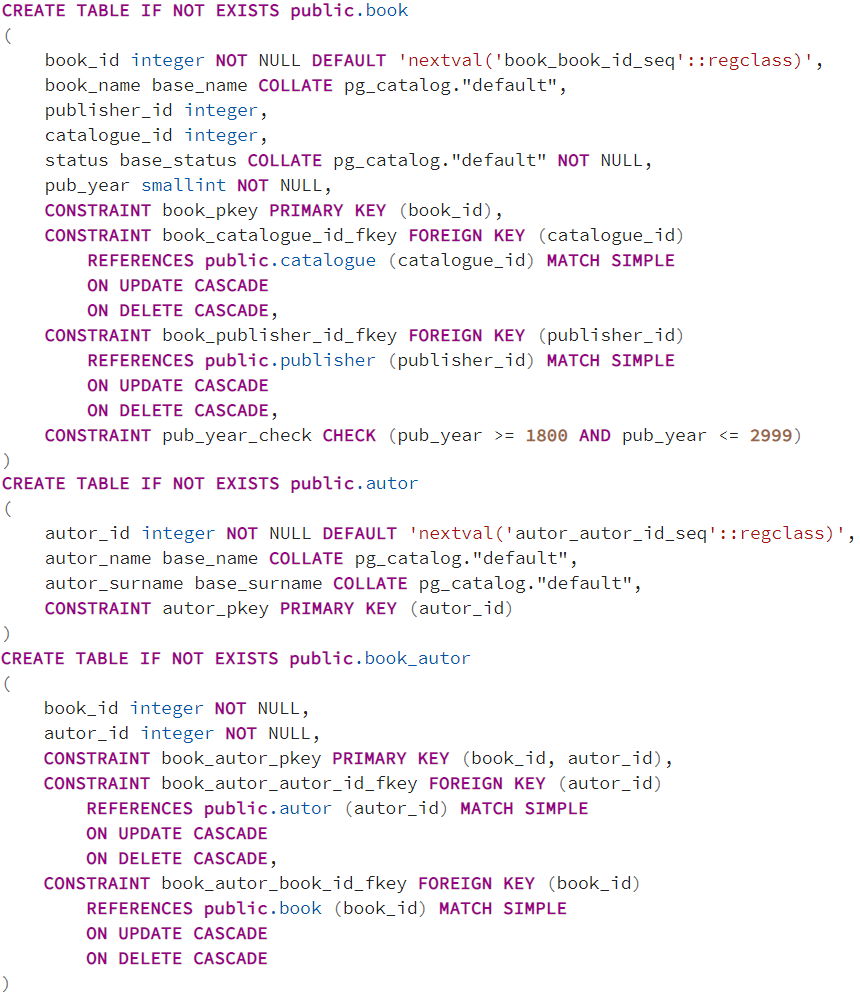 CREATE TABLE IF NOT EXISTS public.book
(
    book_id integer NOT NULL DEFAULT 'nextval('book_book_id_seq'::regclass)',
    book_name base_name COLLATE pg_catalog."default",
    publisher_id integer,
    catalogue_id integer,
    status base_status COLLATE pg_catalog."default" NOT NULL,
    pub_year smallint NOT NULL,
    CONSTRAINT book_pkey PRIMARY KEY (book_id),
    CONSTRAINT book_catalogue_id_fkey FOREIGN KEY (catalogue_id)
        REFERENCES public.catalogue (catalogue_id) MATCH SIMPLE
        ON UPDATE CASCADE
        ON DELETE CASCADE,
    CONSTRAINT book_publisher_id_fkey FOREIGN KEY (publisher_id)
        REFERENCES public.publisher (publisher_id) MATCH SIMPLE
        ON UPDATE CASCADE
        ON DELETE CASCADE,
    CONSTRAINT pub_year_check CHECK (pub_year >= 1800 AND pub_year <= 2999)
)
CREATE TABLE IF NOT EXISTS public.autor
(
    autor_id integer NOT NULL DEFAULT 'nextval('autor_autor_id_seq'::regclass)',
    autor_name base_name COLLATE pg_catalog."default",
    autor_surname base_surname COLLATE pg_catalog."default",
    CONSTRAINT autor_pkey PRIMARY KEY (autor_id)
)
CREATE TABLE IF NOT EXISTS public.book_autor
(
    book_id integer NOT NULL,
    autor_id integer NOT NULL,
    CONSTRAINT book_autor_pkey PRIMARY KEY (book_id, autor_id),
    CONSTRAINT book_autor_autor_id_fkey FOREIGN KEY (autor_id)
        REFERENCES public.autor (autor_id) MATCH SIMPLE
        ON UPDATE CASCADE
        ON DELETE CASCADE,
    CONSTRAINT book_autor_book_id_fkey FOREIGN KEY (book_id)
        REFERENCES public.book (book_id) MATCH SIMPLE
        ON UPDATE CASCADE
        ON DELETE CASCADE
)